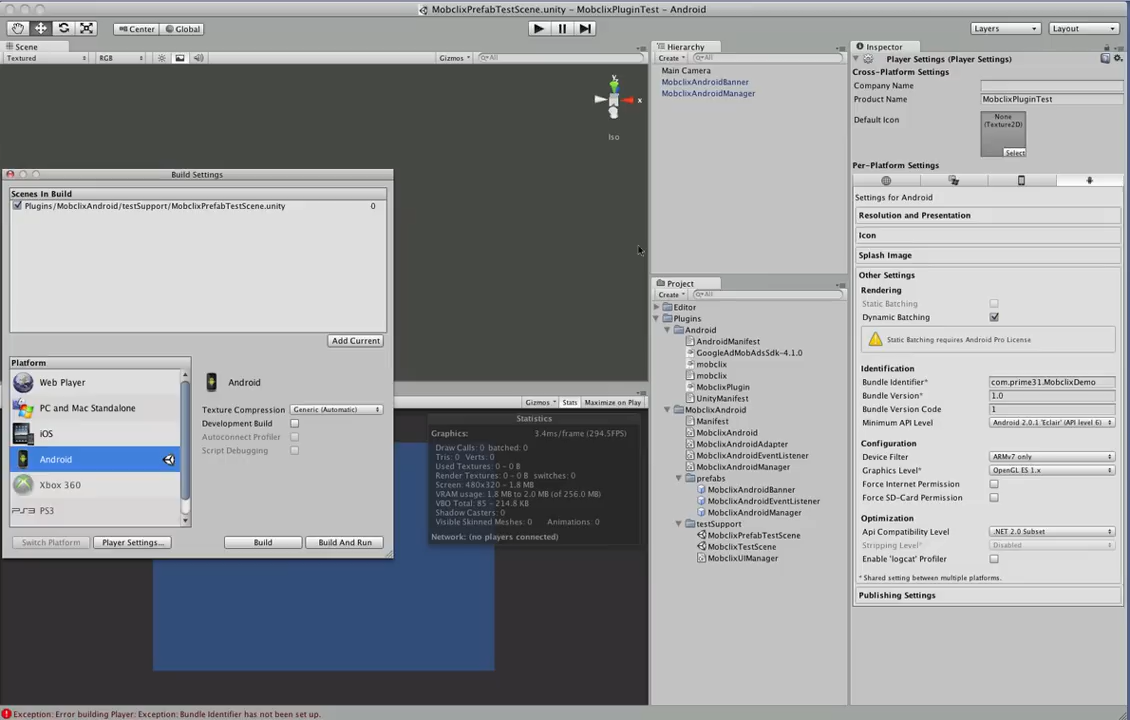 MobclixPrefabTestScene.unity – MobclixPluginTest – Android
Center
Global
Layers
Layout
Scene
Textured
RGB
Gizmos
All
Iso
Y
x
Build Settings
Scenes In Build
Plugins/MobclixAndroid/testSupport/MobclixPrefabTestScene.unity 0
Add Current
Platform
Web Player
PC and Mac Standalone
iOS
Android
Xbox 360
PS3
Android
Texture Compression Generic (Automatic)
Development Build
Autoconnect Profiler
Script Debugging
Switch Platform
Player Settings...
Build
Build And Run
Gizmos
Stats
Maximize on Play
Statistics
Graphics: 3.4ms/frame (294.5FPS)
Draw Calls: 0 batched: 0
Tris: 0 Verts: 0
Used Textures: 0 – 0 B
Render Textures: 0 – 0 B switches: 0
Screen: 480x320 – 1.8 MB
VRAM usage: 1.8 MB to 2.0 MB (of 256.0 MB)
VBO Total: 85 – 214.8 KB
Shadow Casters: 0
Visible Skinned Meshes: 0 Animations: 0
Network: (no players connected)
Hierarchy
Create
All
Main Camera
MobclixAndroidBanner
MobclixAndroidManager
Project
Create
All
Editor
Plugins
Android
AndroidManifest
GoogleAdMobAdsSdk-4.1.0
mobclix
mobclix
MobclixPlugin
UnityManifest
MobclixAndroid
Manifest
MobclixAndroid
MobclixAndroidAdapter
MobclixAndroidEventListener
MobclixAndroidManager
prefabs
MobclixAndroidBanner
MobclixAndroidEventListener
MobclixAndroidManager
testSupport
MobclixPrefabTestScene
MobclixTestScene
MobclixUIManager
Inspector
Player Settings (Player Settings)
Cross-Platform Settings
Company Name
Product Name MobclixPluginTest
Default Icon
None
(Texture2D)
Select
Per-Platform Settings
Settings for Android
Resolution and Presentation
Icon
Splash Image
Other Settings
Rendering
Static Batching
Dynamic Batching
Static Batching requires Android Pro License
Identification
Bundle Identifier* com.prime31.MobclixDemo
Bundle Version* 1.0
Bundle Version Code 1
Minimum API Level Android 2.0.1 'Eclair' (API level 6)
Configuration
Device Filter ARMv7 only
Graphics Level* OpenGL ES 1.x
Force Internet Permission
Force SD-Card Permission
Optimization
Api Compatibility Level .NET 2.0 Subset
Stripping Level* Disabled
Enable 'logcat' Profiler
* Shared setting between multiple platforms.
Publishing Settings
Exception: Error building Player: Exception: Bundle Identifier has not been set up.